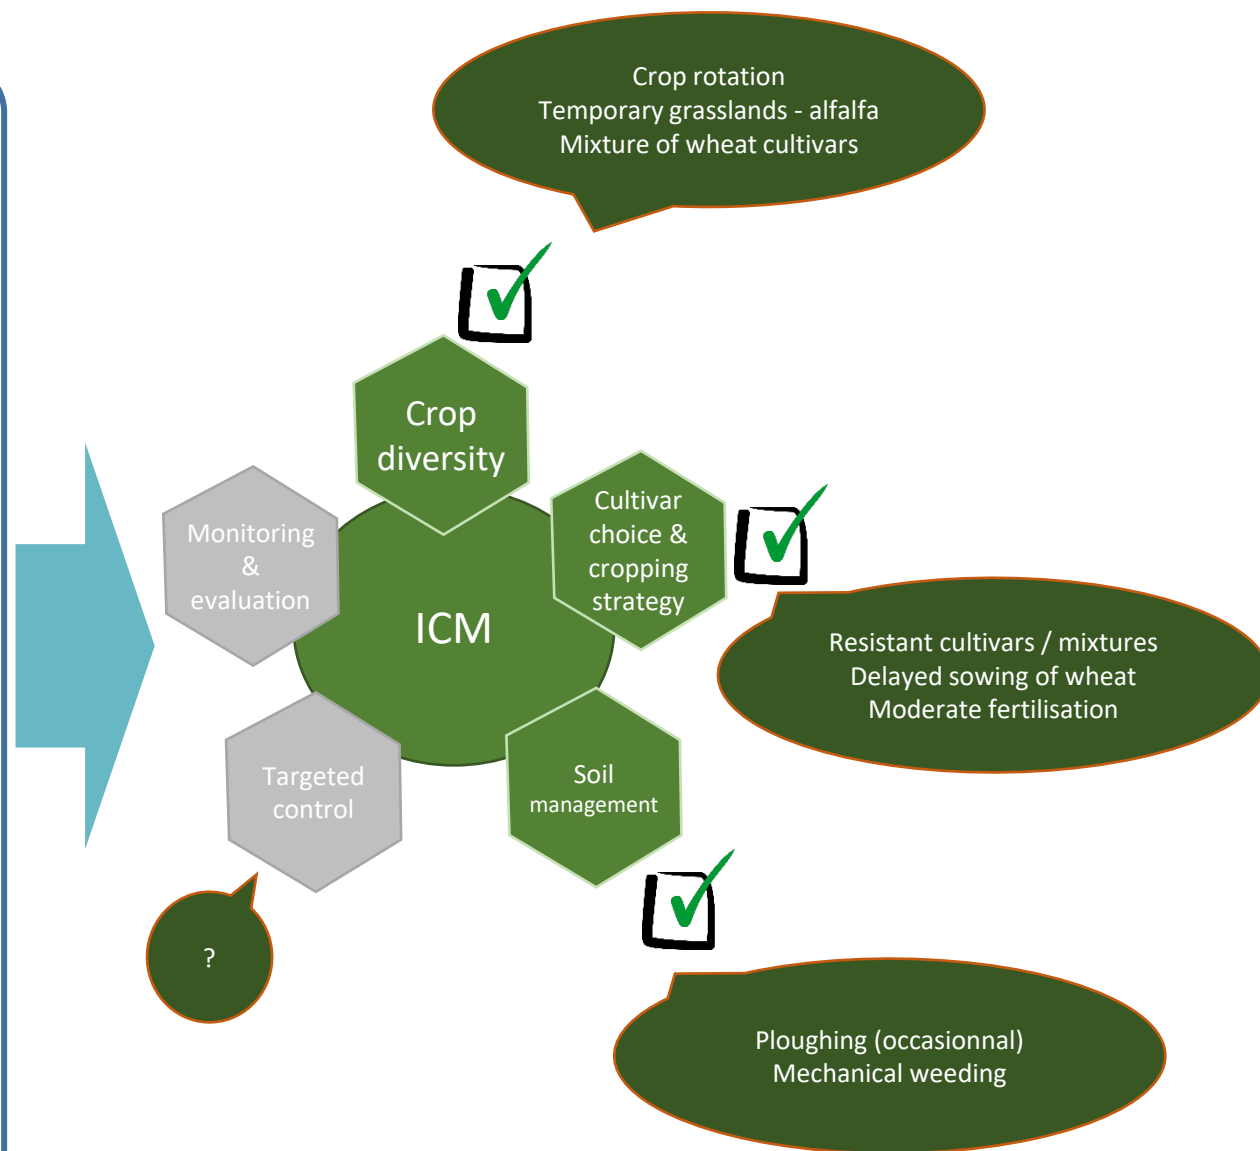 Crop rotation
Temporary grasslands - alfalfa
Mixture of wheat cultivars
Crop
diversity
Cultivar
choice &
cropping
strategy
Monitoring
&
evaluation
ICM
Resistant cultivars / mixtures
Delayed sowing of wheat
Moderate fertilisation
Targeted
control
Soil
management
?
Ploughing (occasionnal)
Mechanical weeding